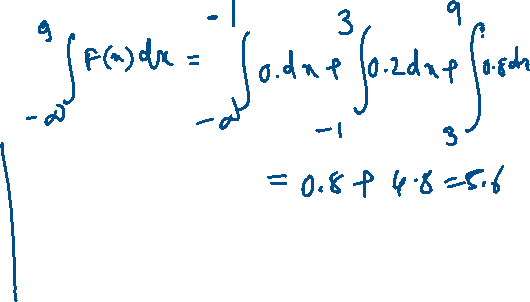 ∫_{-∞}^{9} F(x) dx = ∫_{-∞}^{-1} 0.dx + ∫_{-1}^{3} 0.2dx + ∫_{3}^{9} 0.8dx
= 0.8 + 4.8 = 5.6